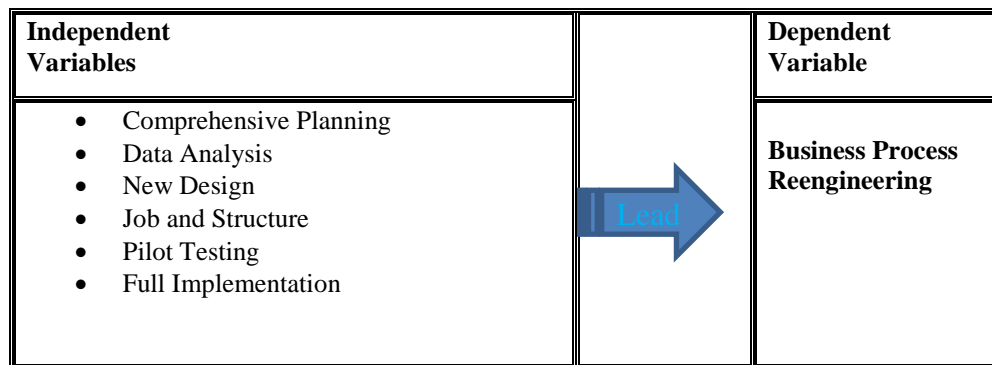 Independent
Variables
Dependent
Variable
• Comprehensive Planning
• Data Analysis
• New Design
• Job and Structure
• Pilot Testing
• Full Implementation
Lead
Business Process
Reengineering